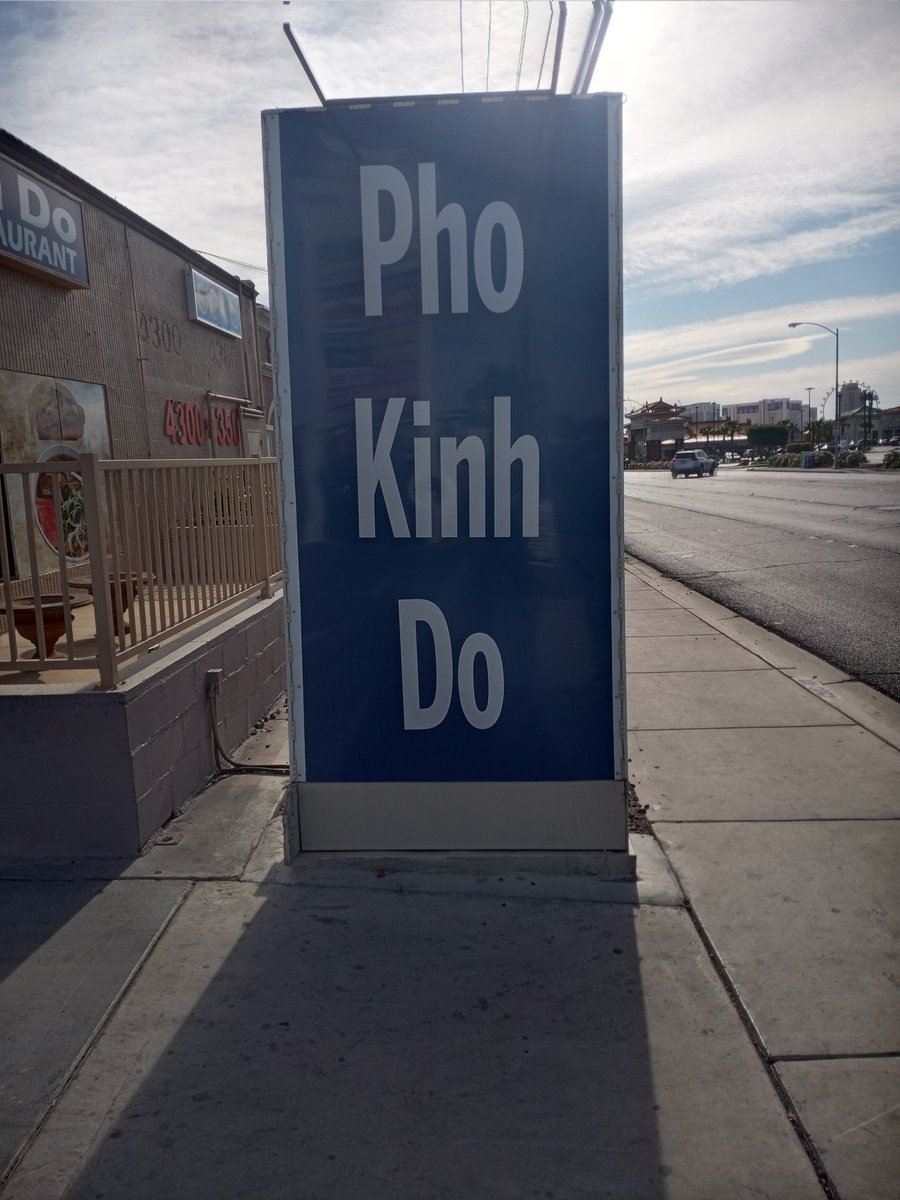 Pho
Kinh
Do
Do
AURANT
4300
4300-
350